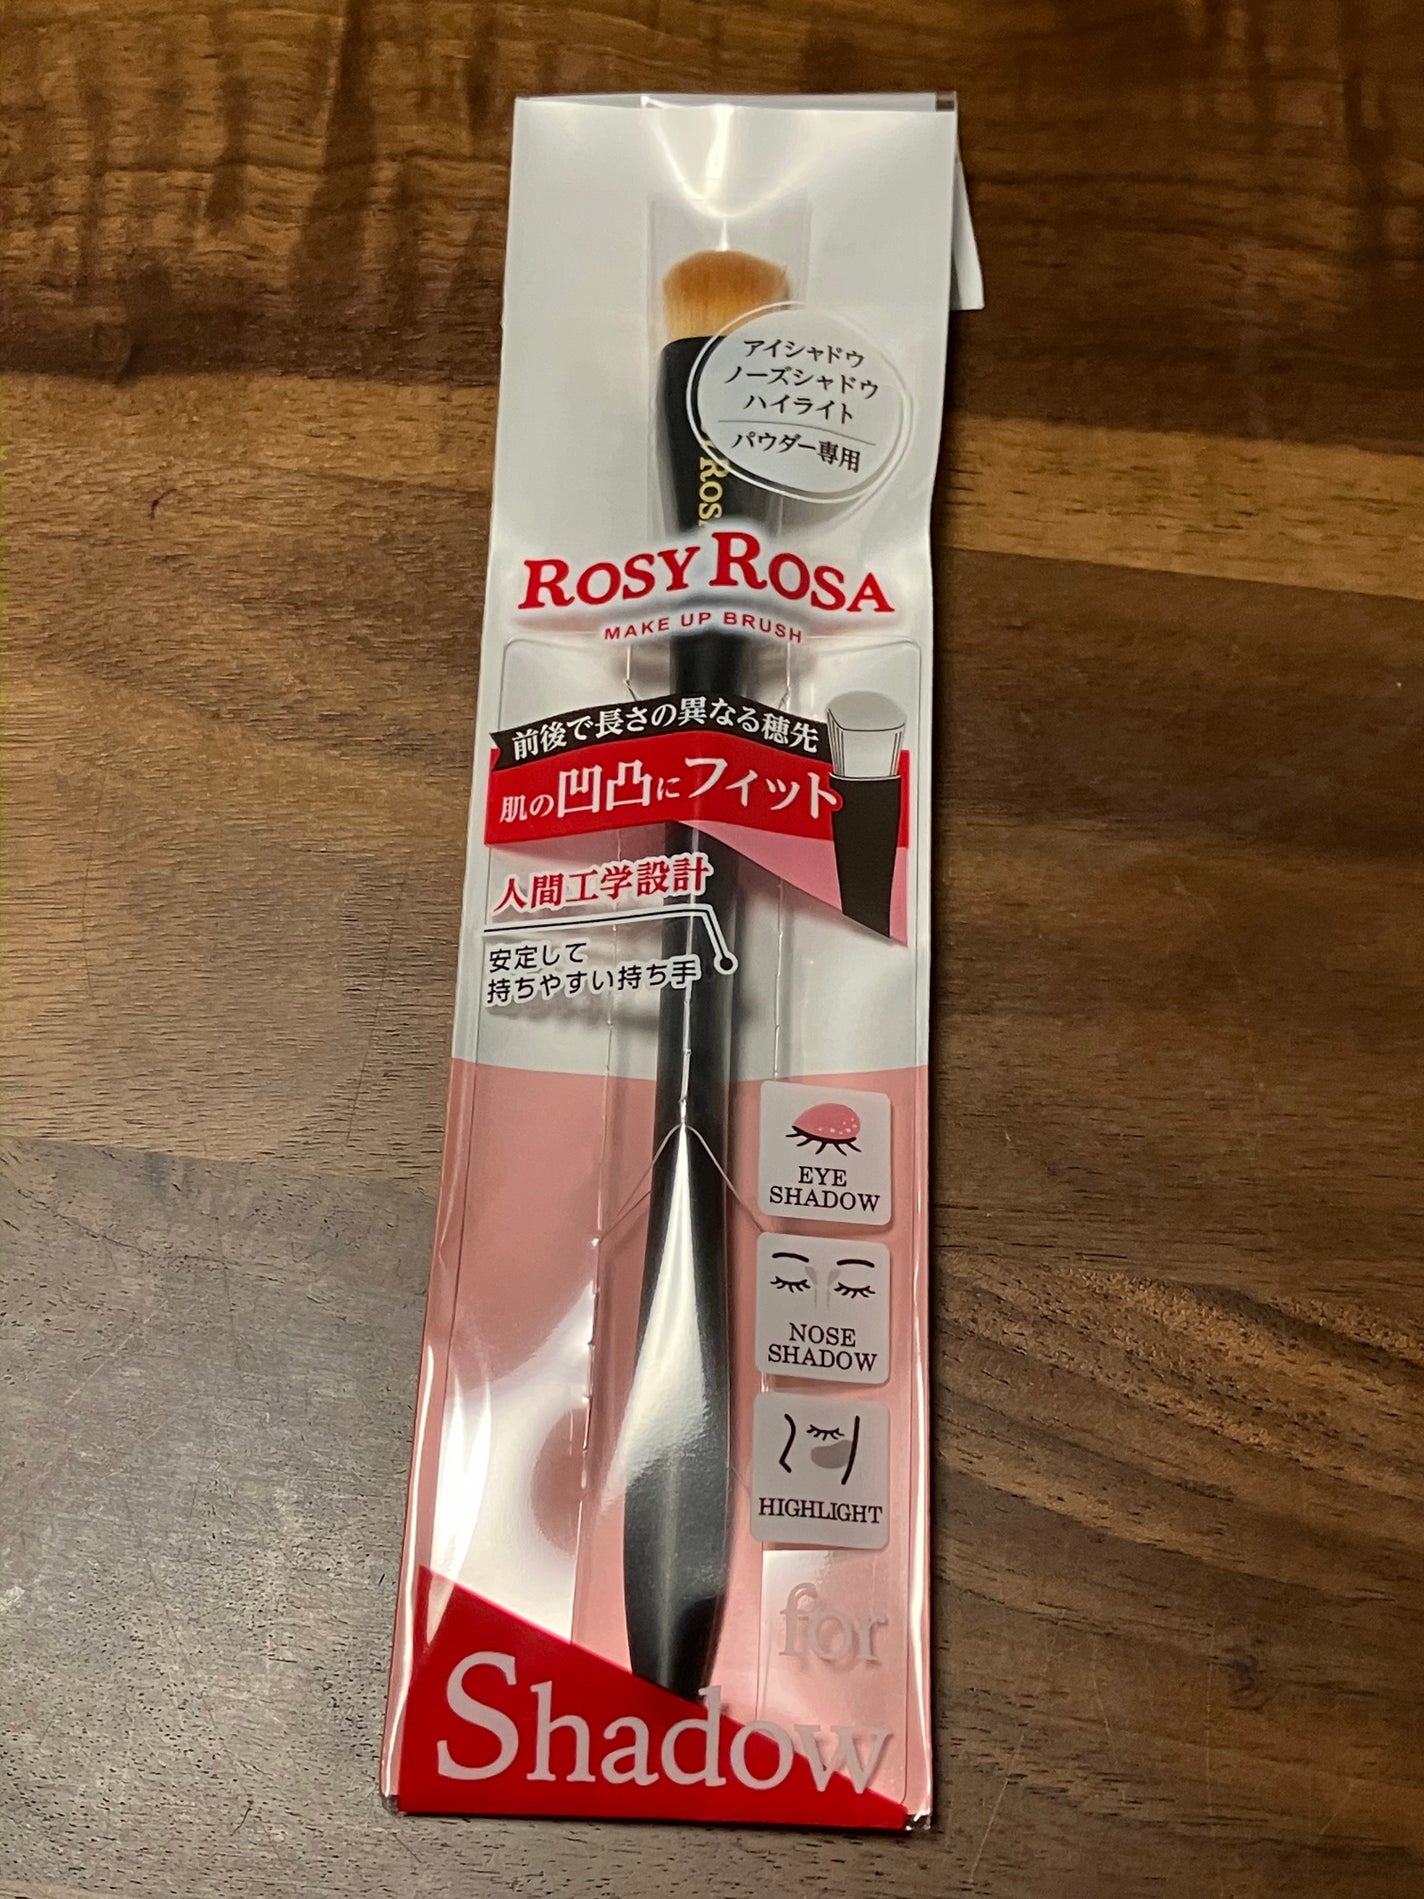 アイシャドウ
ノーズシャドウ
ハイライト
パウダー専用
ROSA
ROSY ROSA
MAKE UP BRUSH
前後で長さの異なる穂先
肌の凹凸にフィット
人間工学設計
安定して
持ちやすい持ち手
EYE
SHADOW
NOSE
SHADOW
HIGHLIGHT
for
Shadow